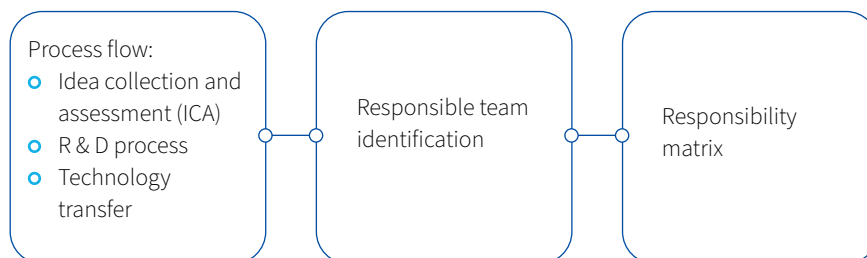 Process flow:
Idea collection and
assessment (ICA)
R & D process
Technology
transfer
Responsible team
identification
Responsibility
matrix